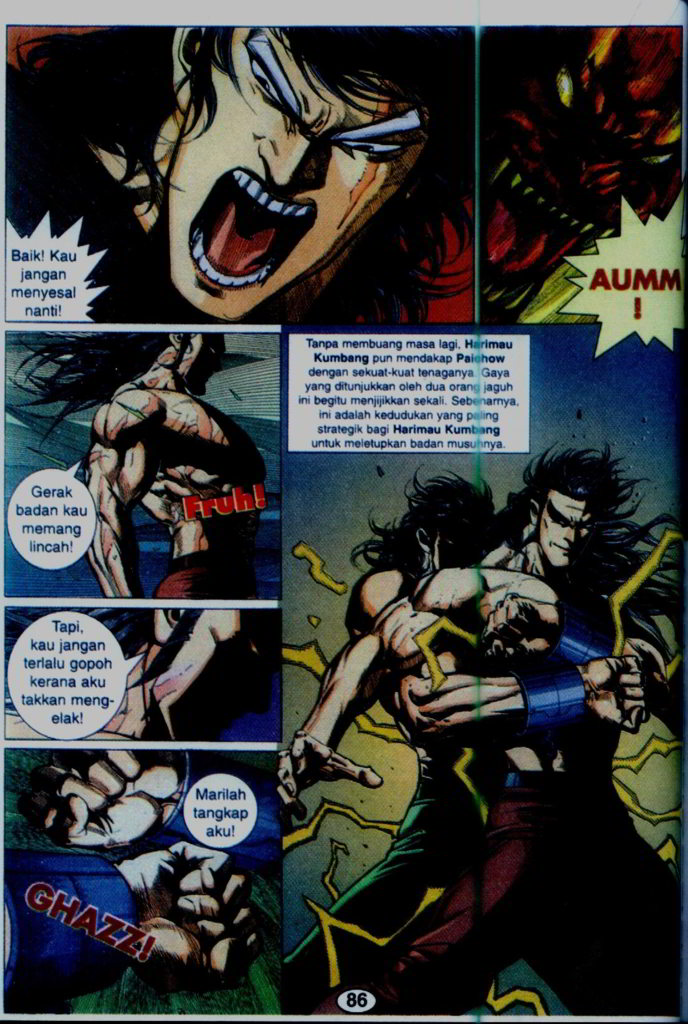 Baik! Kau
jangan
menyesal
nanti!
AUMM
!
Gerak
badan kau
memang
lincah!
Fruh!
Tapi,
kau jangan
terlalu gopoh
kerana aku
takkan meng-
elak!
Marilah
tangkap
aku!
GHAZZ!
Tanpa membuang masa lagi, Harimau
Kumbang pun mendakap Paichow
dengan sekuat-kuat tenaganya. Gaya
yang ditunjukkan oleh dua orang jaguh
ini begitu menjijikkan sekali. Sebenarnya,
ini adalah kedudukan yang paling
strategik bagi Harimau Kumbang
untuk meletupkan badan musuhnya.
86